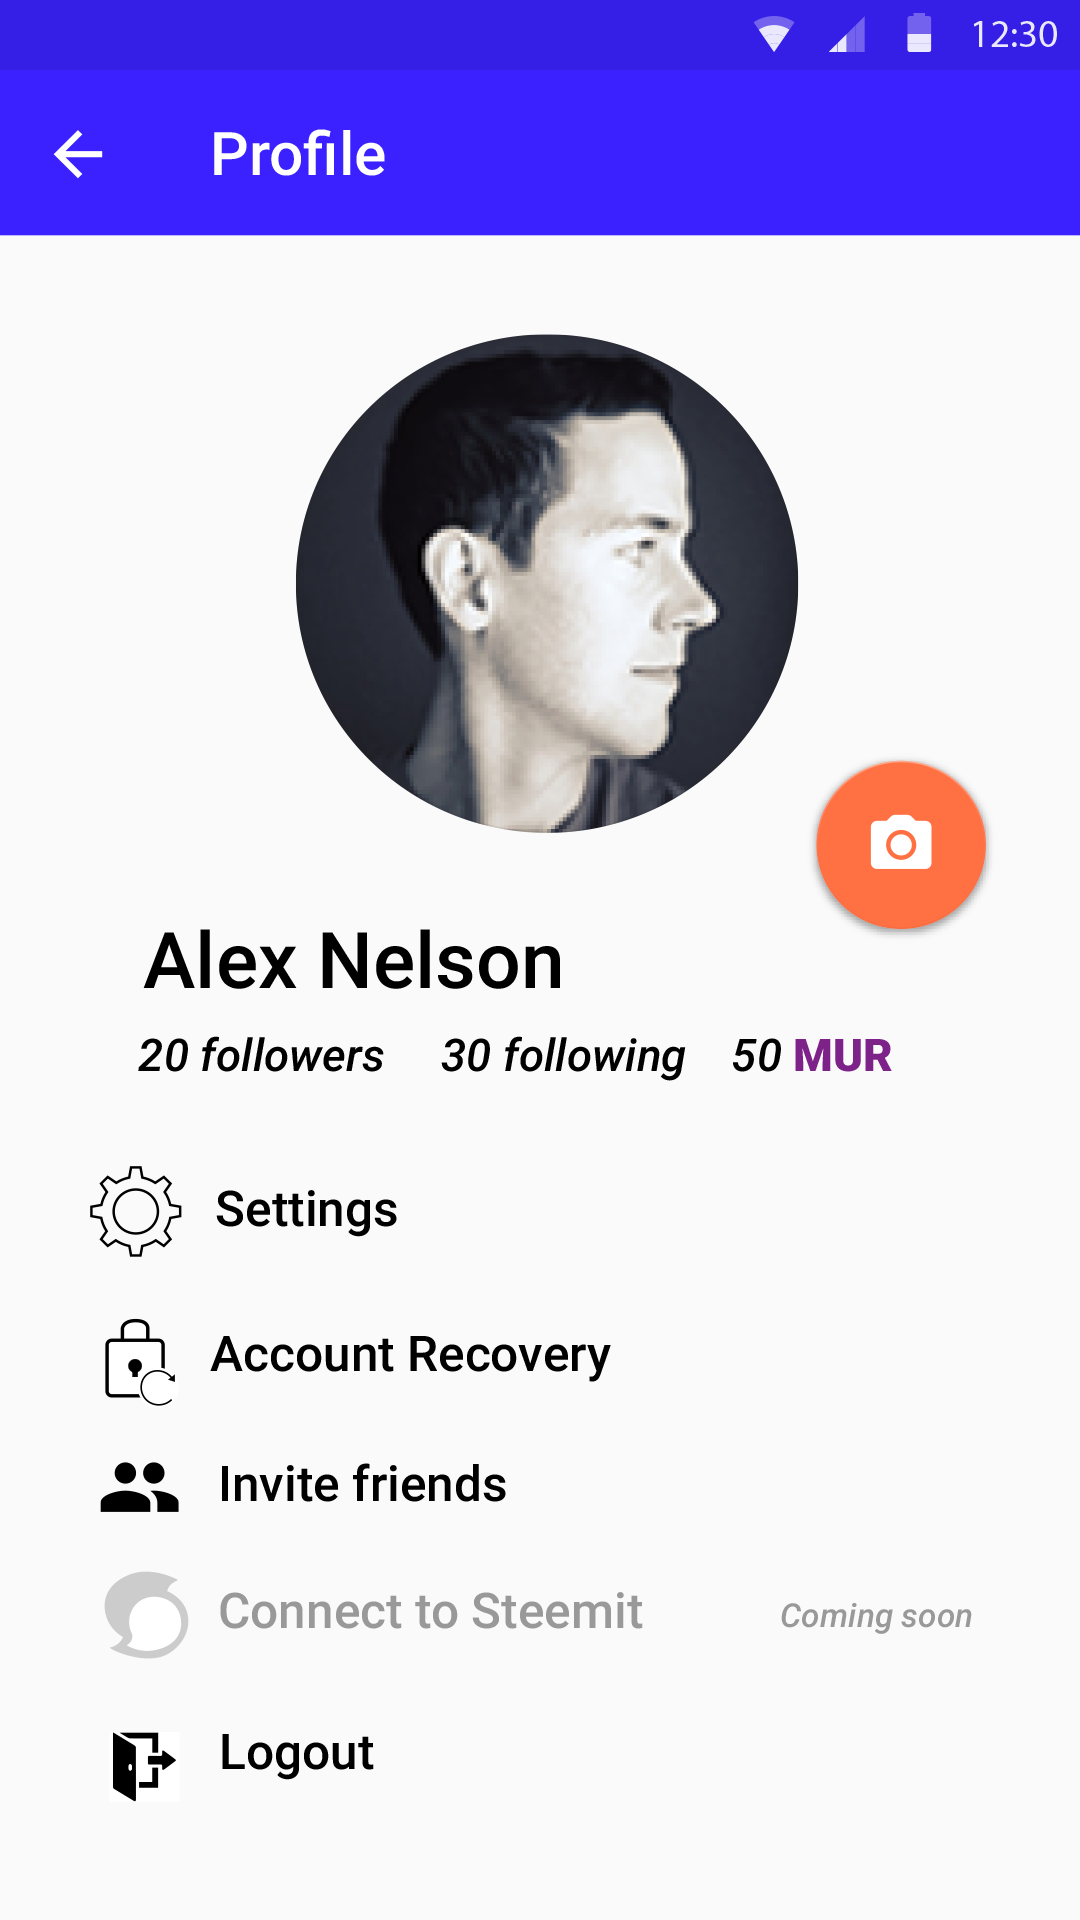 12:30
Profile
Alex Nelson
20 followers 30 following 50 MUR
Settings
Account Recovery
Invite friends
Connect to Steemit Coming soon
Logout